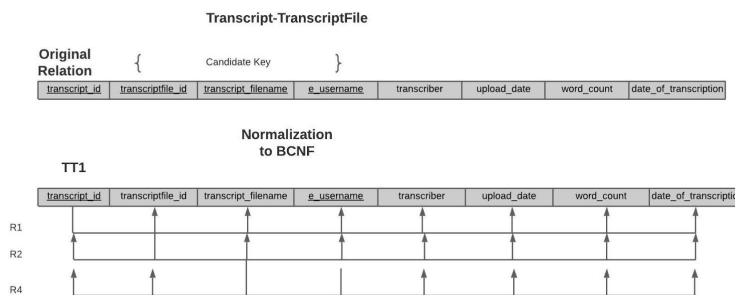 Transcript-TranscriptFile
Original
Relation
{ Candidate Key }
transcript_id transcriptfile_id transcript_filename e_username transcriber upload_date word_count date_of_transcription
Normalization
to BCNF
TT1
transcript_id transcriptfile_id transcript_filename e_username transcriber upload_date word_count date_of_transcriptio
R1
R2
R4